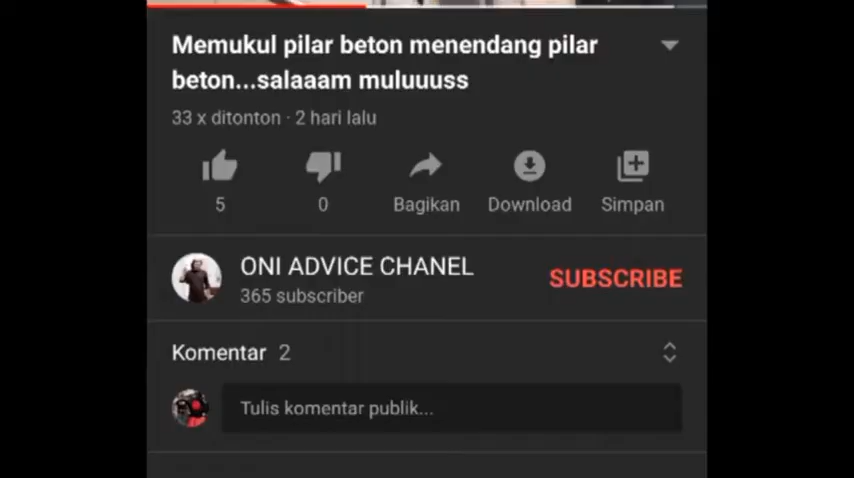 Memukul pilar beton menendang pilar
beton...salaaam muluuuss
33 x ditonton · 2 hari lalu
5
0
Bagikan
Download
Simpan
ONI ADVICE CHANEL
365 subscriber
SUBSCRIBE
Komentar 2
Tulis komentar publik...